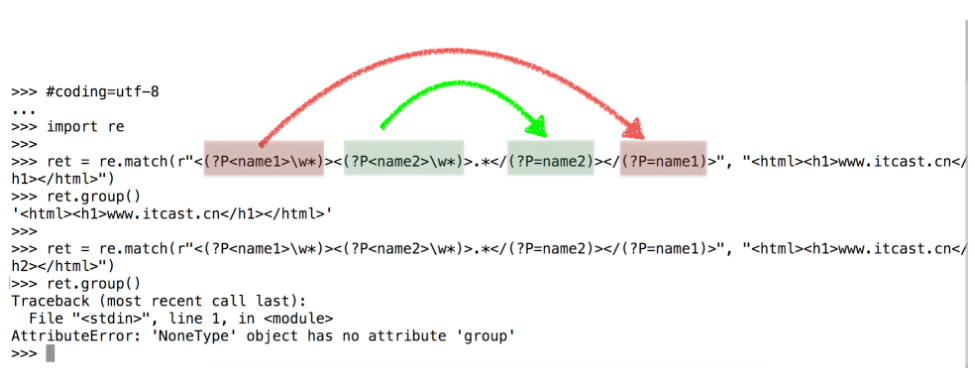 >>> #coding=utf-8
...
>>> import re
>>>
>>> ret = re.match(r"<(?P<name1>\w*)><(?P<name2>\w*)>.*</(?P=name2)></(?P=name1)>", "<html><h1>www.itcast.cn</
h1></html>")
>>> ret.group()
'<html><h1>www.itcast.cn</h1></html>'
>>>
>>> ret = re.match(r"<(?P<name1>\w*)><(?P<name2>\w*)>.*</(?P=name2)></(?P=name1)>", "<html><h1>www.itcast.cn</
h2></html>")
>>> ret.group()
Traceback (most recent call last):
  File "<stdin>", line 1, in <module>
AttributeError: 'NoneType' object has no attribute 'group'
>>>